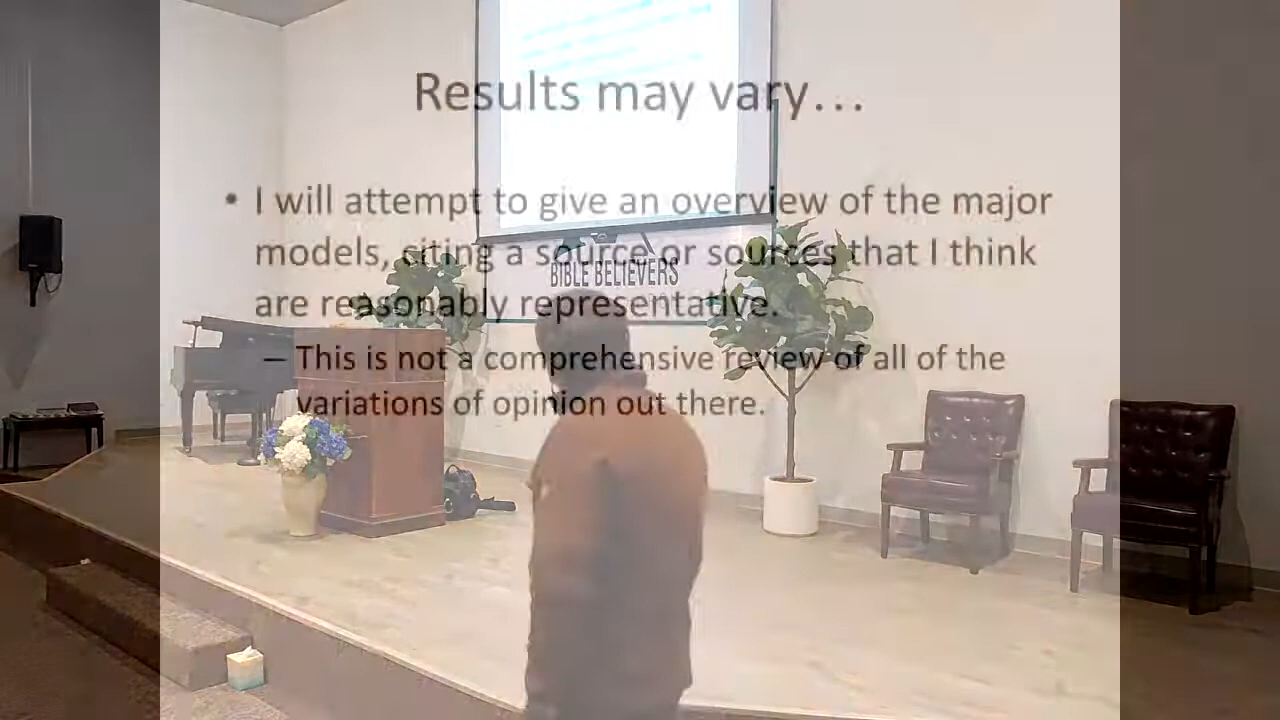 Results may vary…
• I will attempt to give an overview of the major
models, citing a source or sources that I think
BIBLE BELIEVERS
are reasonably representative.
– This is not a comprehensive review of all of the
variations of opinion out there.